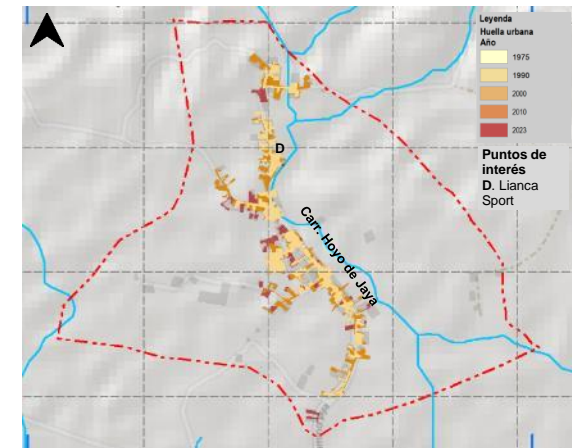 Leyenda
Huella urbana
Año
1975
1990
2000
2010
2023
Puntos de
interés
D. Lianca
Sport
D
Carr. Hoyo de Jaya